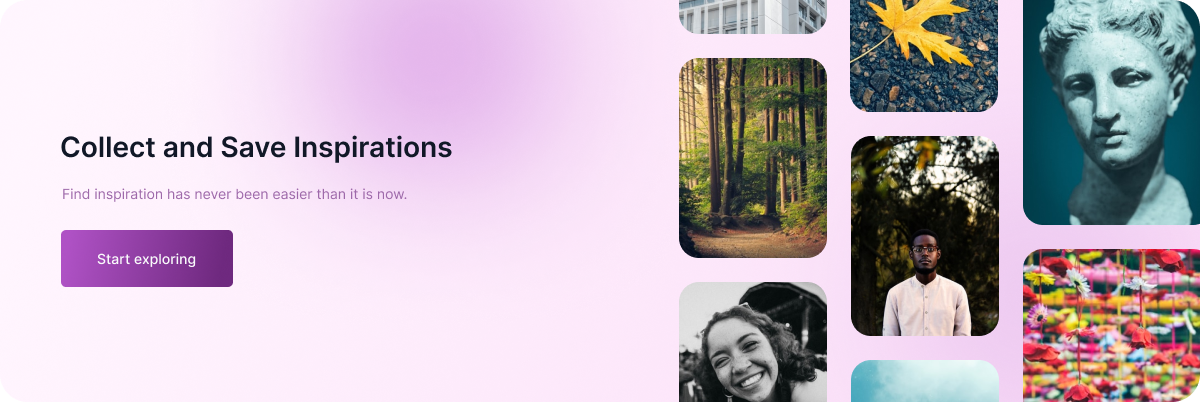 Collect and Save Inspirations
Find inspiration has never been easier than it is now.
Start exploring